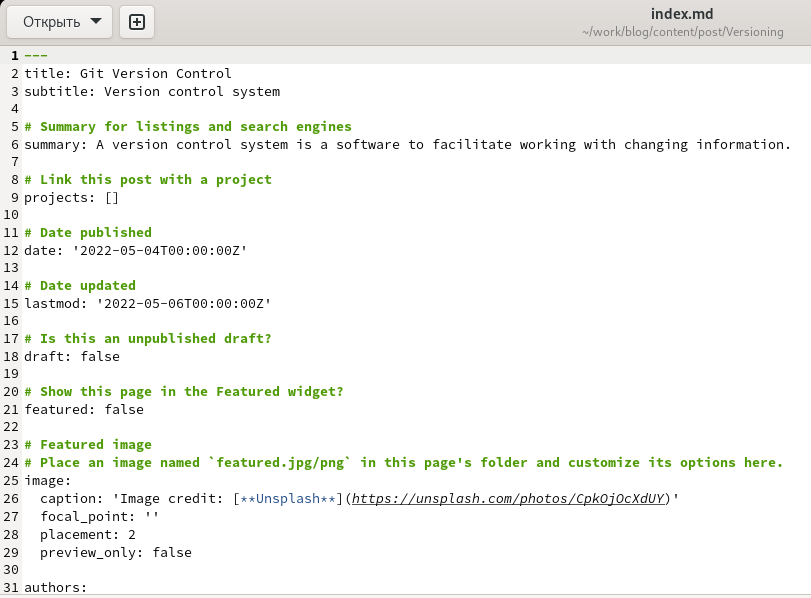 Открыть
index.md
~/work/blog/content/post/Versioning
1 ---
2 title: Git Version Control
3 subtitle: Version control system
4
5 # Summary for listings and search engines
6 summary: A version control system is a software to facilitate working with changing information.
7
8 # Link this post with a project
9 projects: []
10
11 # Date published
12 date: '2022-05-04T00:00:00Z'
13
14 # Date updated
15 lastmod: '2022-05-06T00:00:00Z'
16
17 # Is this an unpublished draft?
18 draft: false
19
20 # Show this page in the Featured widget?
21 featured: false
22
23 # Featured image
24 # Place an image named `featured.jpg/png` in this page's folder and customize its options here.
25 image:
26   caption: 'Image credit: [**Unsplash**](https://unsplash.com/photos/CpkOjOcXdUY)'
27   focal_point: ''
28   placement: 2
29   preview_only: false
30
31 authors: